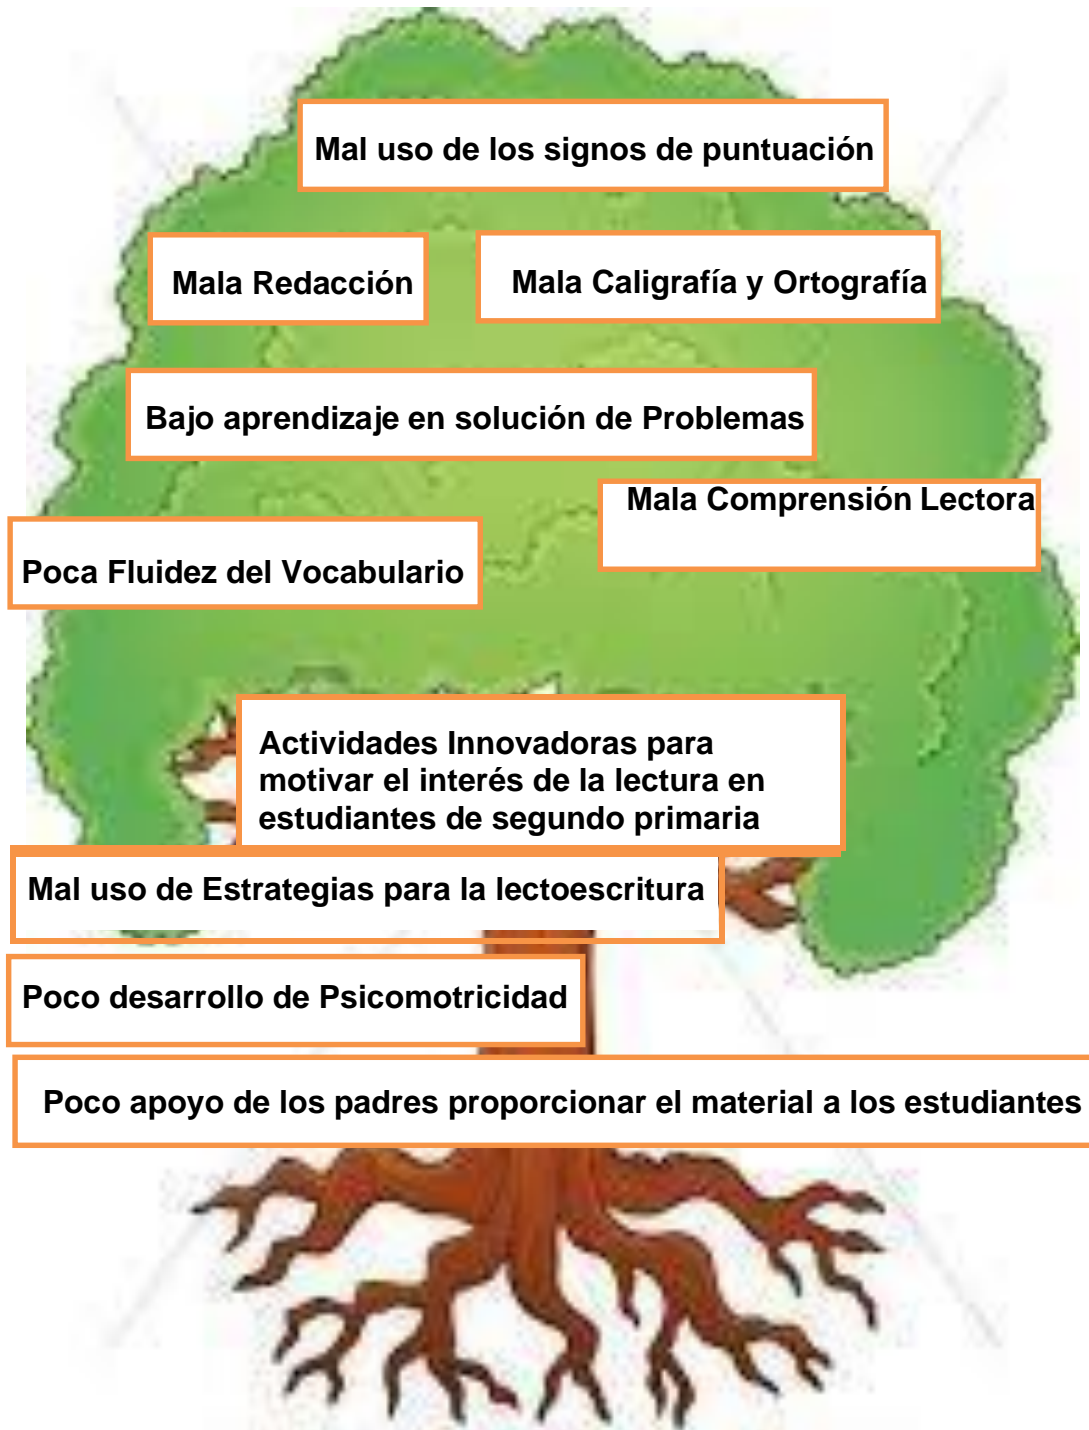 Mal uso de los signos de puntuación
Mala Redacción
Mala Caligrafía y Ortografía
Bajo aprendizaje en solución de Problemas
Mala Comprensión Lectora
Poca Fluidez del Vocabulario
Actividades Innovadoras para
motivar el interés de la lectura en
estudiantes de segundo primaria
Mal uso de Estrategias para la lectoescritura
Poco desarrollo de Psicomotricidad
Poco apoyo de los padres proporcionar el material a los estudiantes